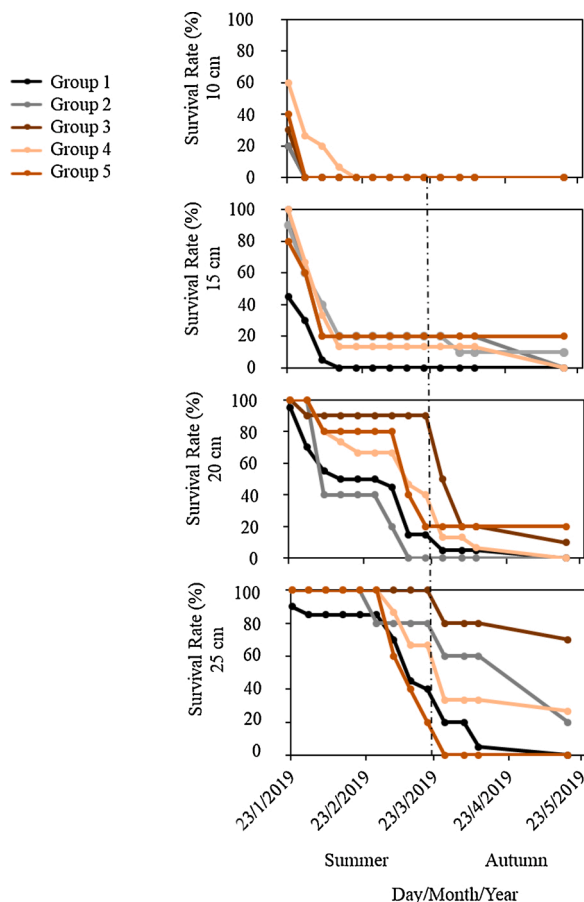 Group 1
Group 2
Group 3
Group 4
Group 5
Survival Rate (%)
10 cm
100
80
60
40
20
0
Survival Rate (%)
15 cm
100
80
60
40
20
0
Survival Rate (%)
20 cm
100
80
60
40
20
0
Survival Rate (%)
25 cm
100
80
60
40
20
0
23/1/2019
23/2/2019
23/3/2019
23/4/2019
23/5/2019
Summer
Autumn
Day/Month/Year